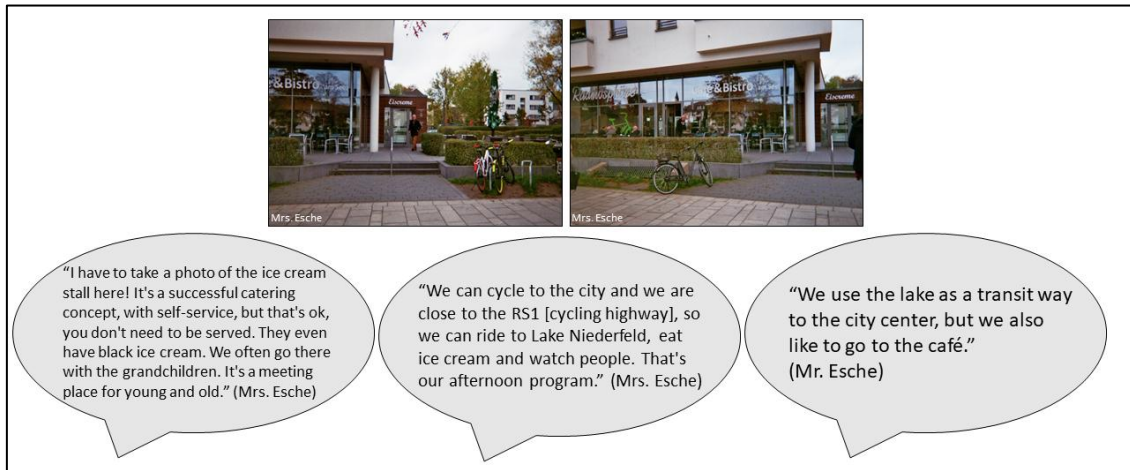 &Bistro
Eiscreme
Mrs. Esche
&Bistro
Eiscreme
Mrs. Esche
“I have to take a photo of the ice cream
stall here! It's a successful catering
concept, with self-service, but that's ok,
you don't need to be served. They even
have black ice cream. We often go there
with the grandchildren. It's a meeting
place for young and old.” (Mrs. Esche)
“We can cycle to the city and we are
close to the RS1 [cycling highway], so
we can ride to Lake Niederfeld, eat
ice cream and watch people. That's
our afternoon program.” (Mrs. Esche)
“We use the lake as a transit way
to the city center, but we also
like to go to the café.”
(Mr. Esche)